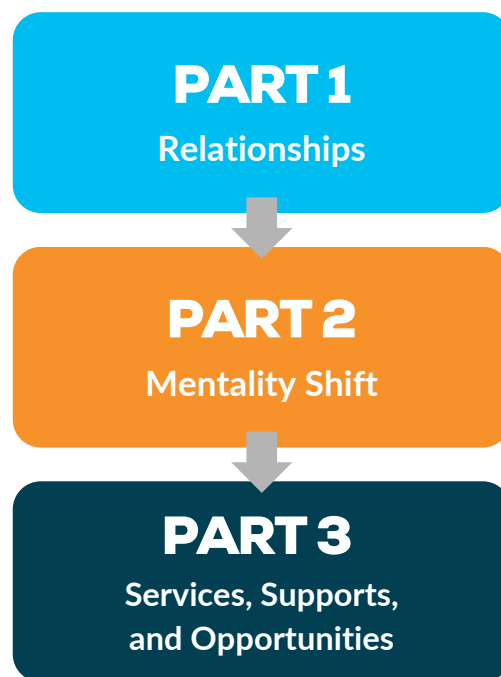 PART 1
Relationships
PART 2
Mentality Shift
PART 3
Services, Supports,
and Opportunities